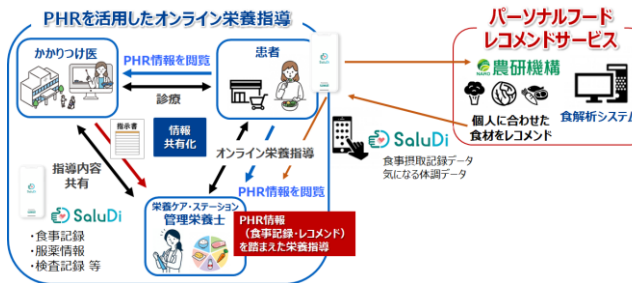 PHRを活用したオンライン栄養指導
かかりつけ医
PHR情報を閲覧
患者
診療
指示書
情報
共有化
オンライン栄養指導
指導内容
共有
PHR情報を閲覧
SaluDi
・食事記録
・服薬情報
・検査記録 等
栄養ケア・ステーション
管理栄養士
PHR情報
（食事記録・レコメンド）
を踏まえた栄養指導
SaluDi
食事摂取記録データ
気になる体調データ
パーソナルフード
レコメンドサービス
NARO
農研機構
個人に合わせた
食材をレコメンド
食解析システム